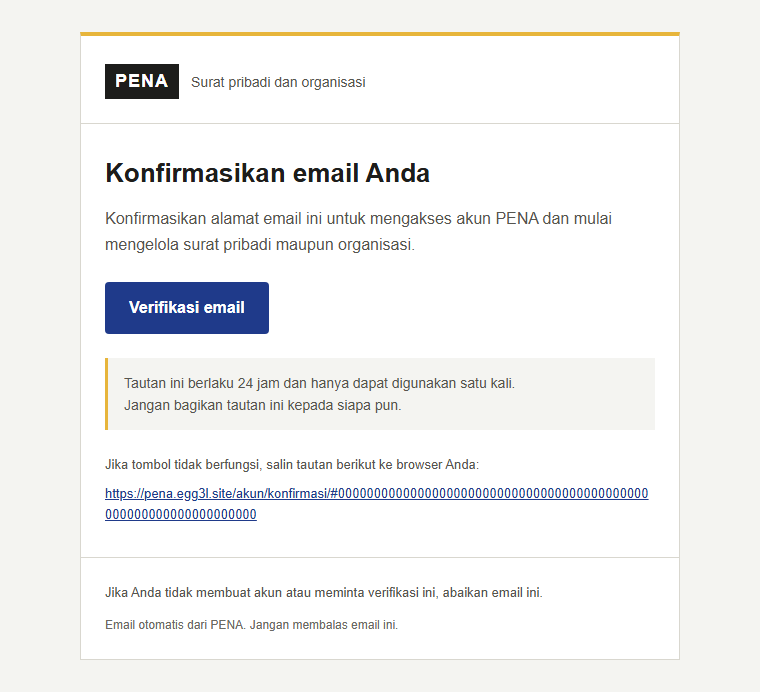 PENA Surat pribadi dan organisasi
Konfirmasikan email Anda
Konfirmasikan alamat email ini untuk mengakses akun PENA dan mulai
mengelola surat pribadi maupun organisasi.
Verifikasi email
Tautan ini berlaku 24 jam dan hanya dapat digunakan satu kali.
Jangan bagikan tautan ini kepada siapa pun.
Jika tombol tidak berfungsi, salin tautan berikut ke browser Anda:
https://pena.egg3l.site/akun/konfirmasi/#0000000000000000000000000000000000000000000
000000000000000000000
Jika Anda tidak membuat akun atau meminta verifikasi ini, abaikan email ini.
Email otomatis dari PENA. Jangan membalas email ini.